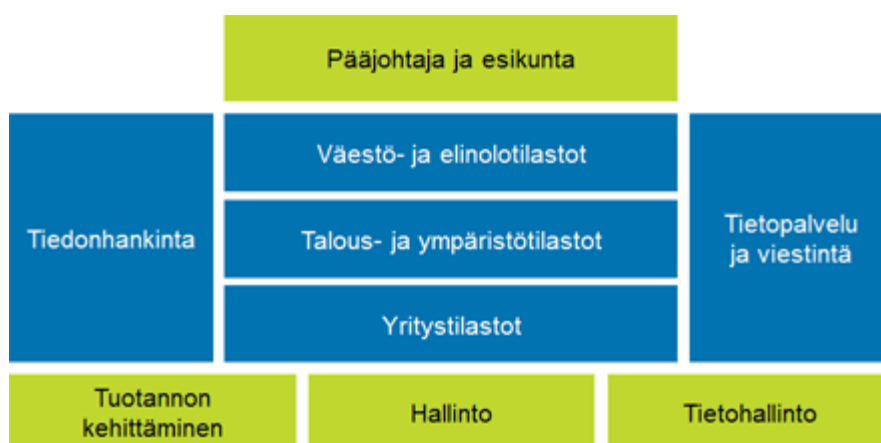 Pääjohtaja ja esikunta
Tiedonhankinta
Väestö- ja elinolotilastot
Talous- ja ympäristötilastot
Yritystilastot
Tietopalvelu
ja viestintä
Tuotannon
kehittäminen
Hallinto
Tietohallinto